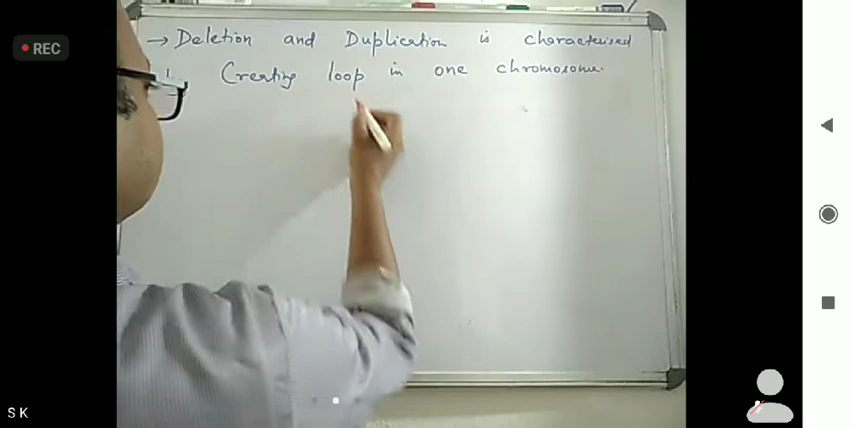 REC
→ Deletion and Duplication is characterised
Creating loop in one chromosome.
S K